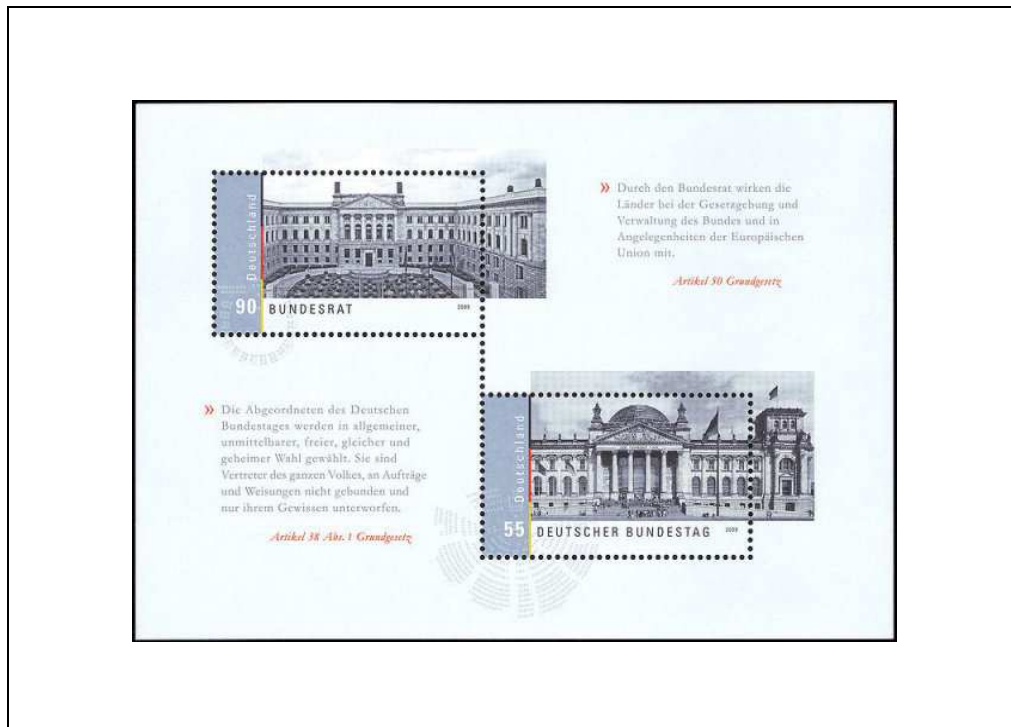 Deutschland
90
BUNDESRAT
2009
» Durch den Bundesrat wirken die
Länder bei der Gesetzgebung und
Verwaltung des Bundes und in
Angelegenheiten der Europäischen
Union mit.
Artikel 50 Grundgesetz
» Die Abgeordneten des Deutschen
Bundestages werden in allgemeiner,
unmittelbarer, freier, gleicher und
geheimer Wahl gewählt. Sie sind
Vertreter des ganzen Volkes, an Aufträge
und Weisungen nicht gebunden und
nur ihrem Gewissen unterworfen.
Artikel 38 Abs. 1 Grundgesetz
Deutschland
55
DEUTSCHER BUNDESTAG
2009